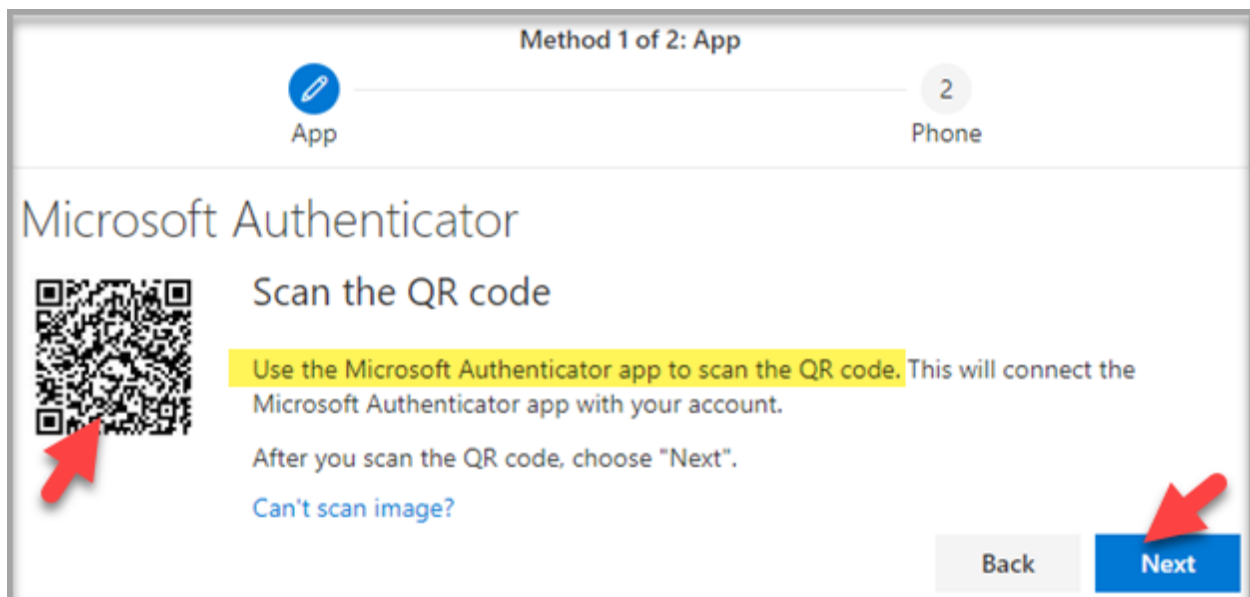 Method 1 of 2: App
2
App
Phone
Microsoft Authenticator
Scan the QR code
Use the Microsoft Authenticator app to scan the QR code. This will connect the
Microsoft Authenticator app with your account.
After you scan the QR code, choose "Next".
Can't scan image?
Back
Next